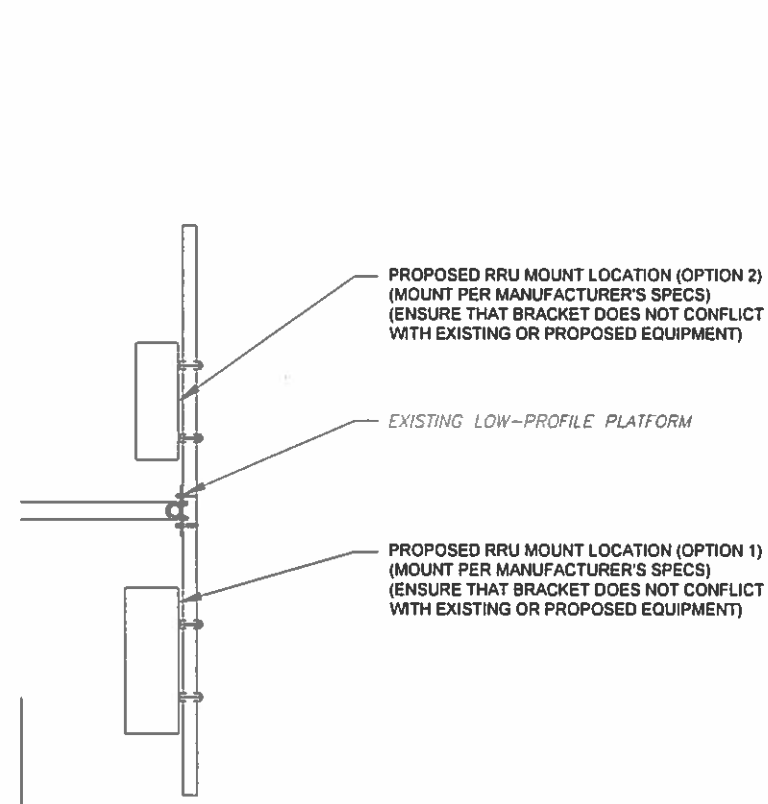 PROPOSED RRU MOUNT LOCATION (OPTION 2)
(MOUNT PER MANUFACTURER'S SPECS)
(ENSURE THAT BRACKET DOES NOT CONFLICT
WITH EXISTING OR PROPOSED EQUIPMENT)
EXISTING LOW-PROFILE PLATFORM
PROPOSED RRU MOUNT LOCATION (OPTION 1)
(MOUNT PER MANUFACTURER'S SPECS)
(ENSURE THAT BRACKET DOES NOT CONFLICT
WITH EXISTING OR PROPOSED EQUIPMENT)